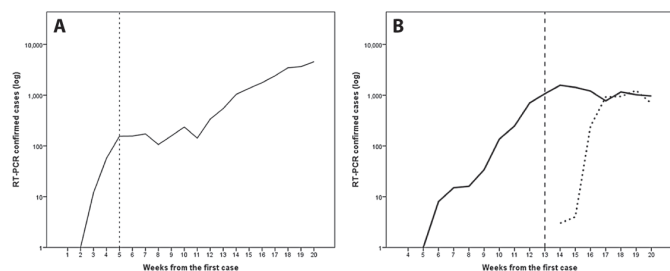 A
RT-PCR confirmed cases (log)
10,000
1,000
100
10
1
1 2 3 4 5 6 7 8 9 10 11 12 13 14 15 16 17 18 19 20
Weeks from the first case
B
RT-PCR confirmed cases (log)
10,000
1,000
100
10
1
4 5 6 7 8 9 10 11 12 13 14 15 16 17 18 19 20
Weeks from the first case